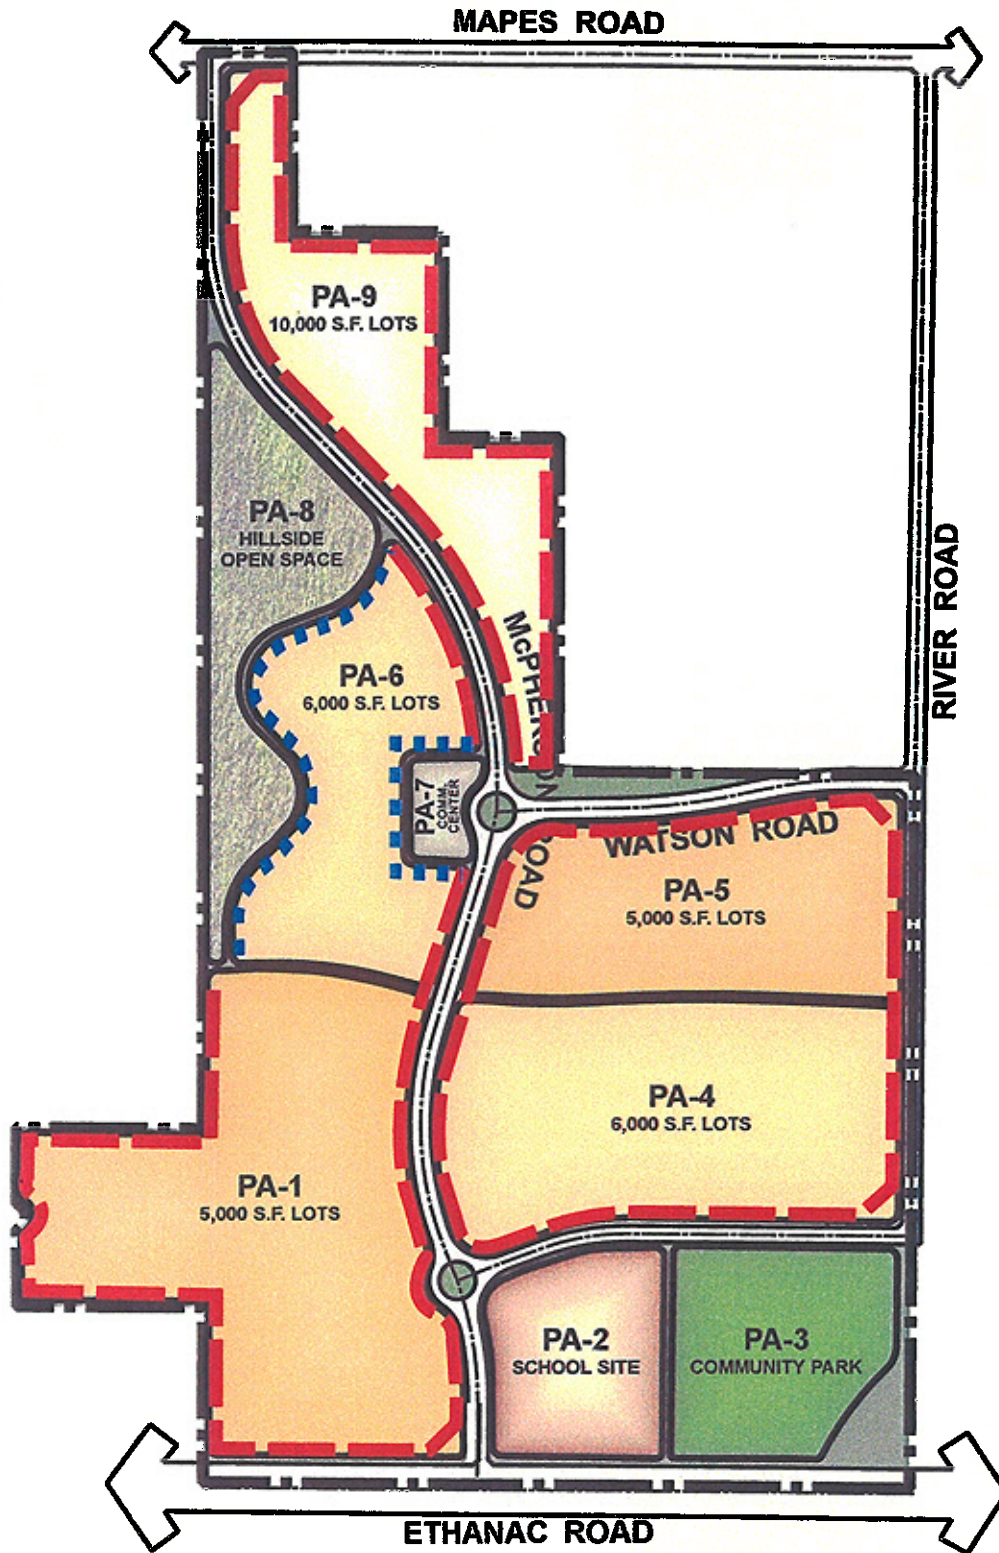 MAPES ROAD
PA-9
10,000 S.F. LOTS
PA-8
HILLSIDE
OPEN SPACE
RIVER ROAD
McPHERSON ROAD
PA-6
6,000 S.F. LOTS
PA-7
COMM.
CENTER
WATSON ROAD
PA-5
5,000 S.F. LOTS
PA-4
6,000 S.F. LOTS
PA-1
5,000 S.F. LOTS
PA-2
SCHOOL SITE
PA-3
COMMUNITY PARK
ETHANAC ROAD